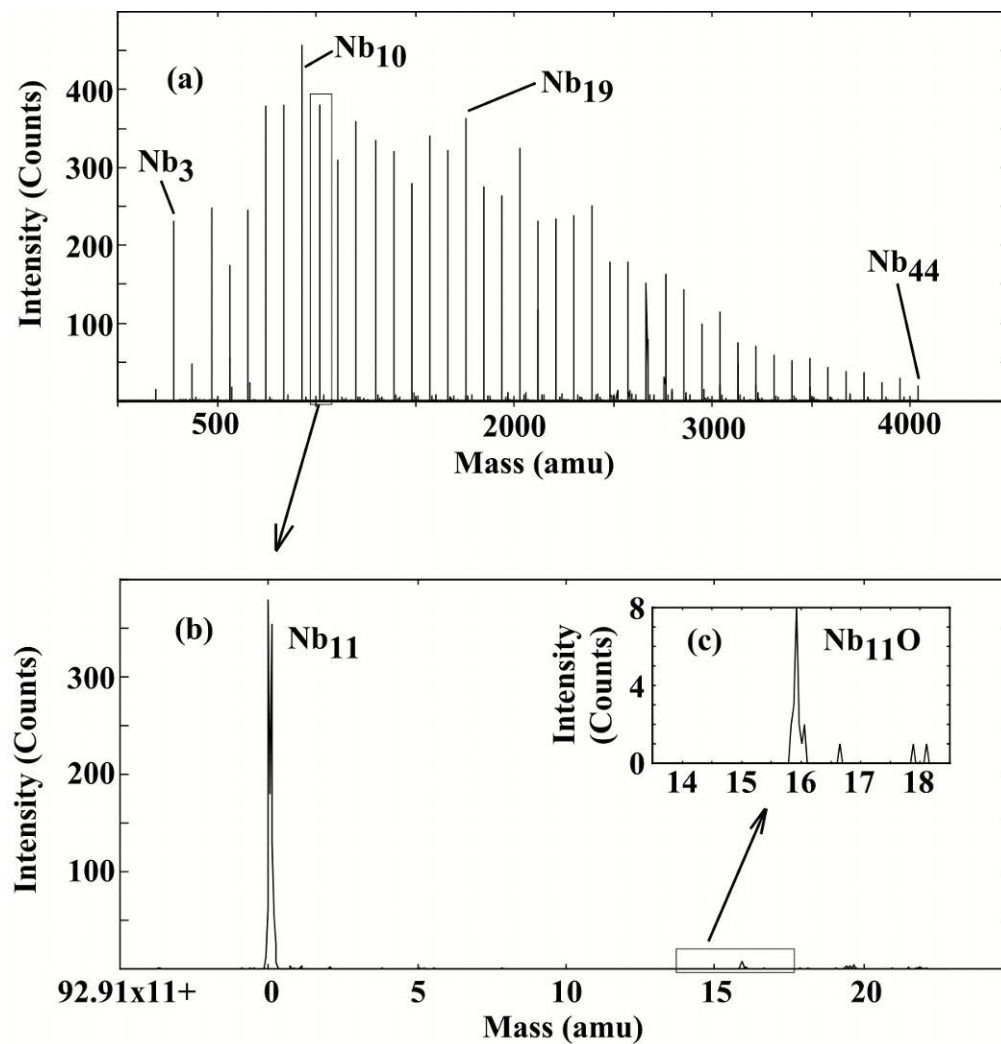 (a)
Nb10
Nb19
Nb3
Nb44
400
300
200
100
Intensity (Counts)
500
2000
3000
4000
Mass (amu)
(b)
Nb11
300
200
100
Intensity (Counts)
92.91x11+
0
5
10
15
20
Mass (amu)
(c)
Nb11O
8
4
0
Intensity
(Counts)
14
15
16
17
18